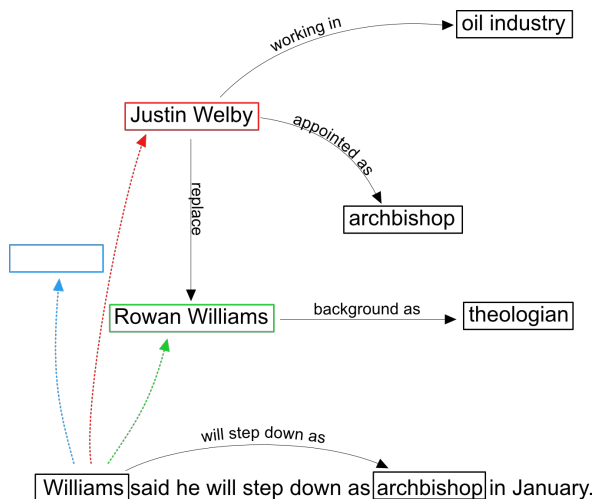 oil industry
working in
Justin Welby
appointed as
replace
archbishop
Rowan Williams
background as
theologian
will step down as
Williams said he will step down as archbishop in January.